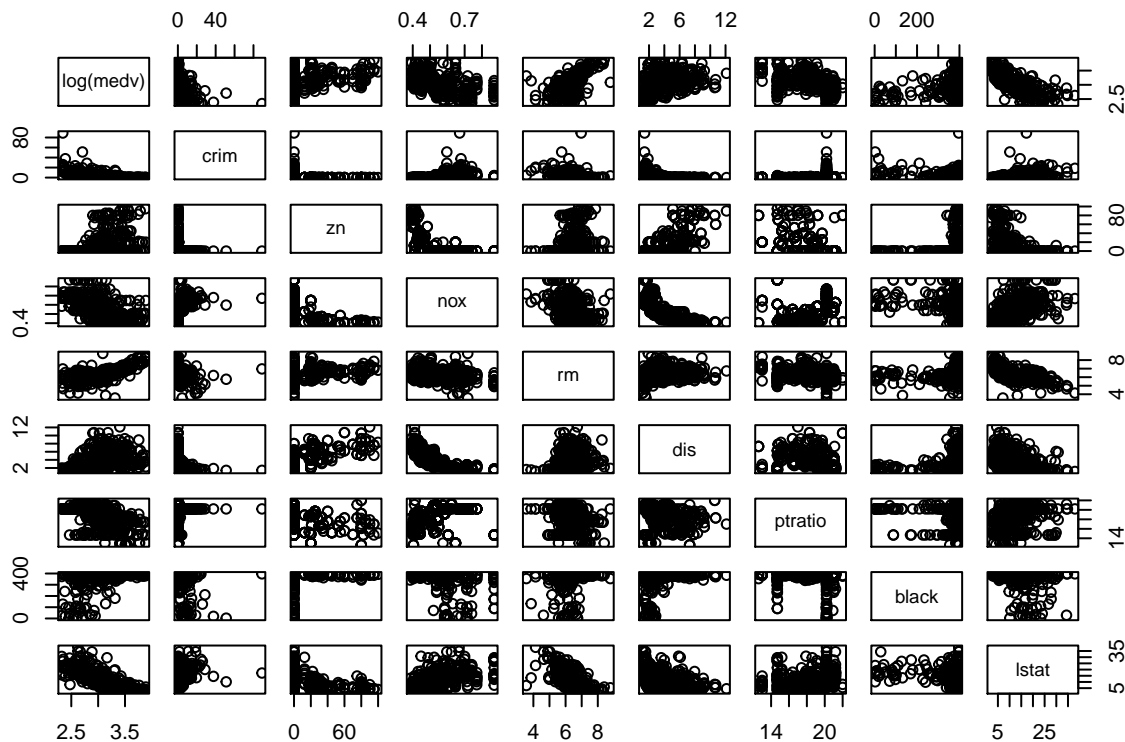 0 40 0.4 0.7 2 6 12 0 200
log(medv) 2.5
0 80 crim
zn 0 80
0.4 nox
rm 4 8
2 12 dis
ptratio 14
0 400 black
lstat 5 35
2.5 3.5 0 60 4 6 8 14 20 5 25